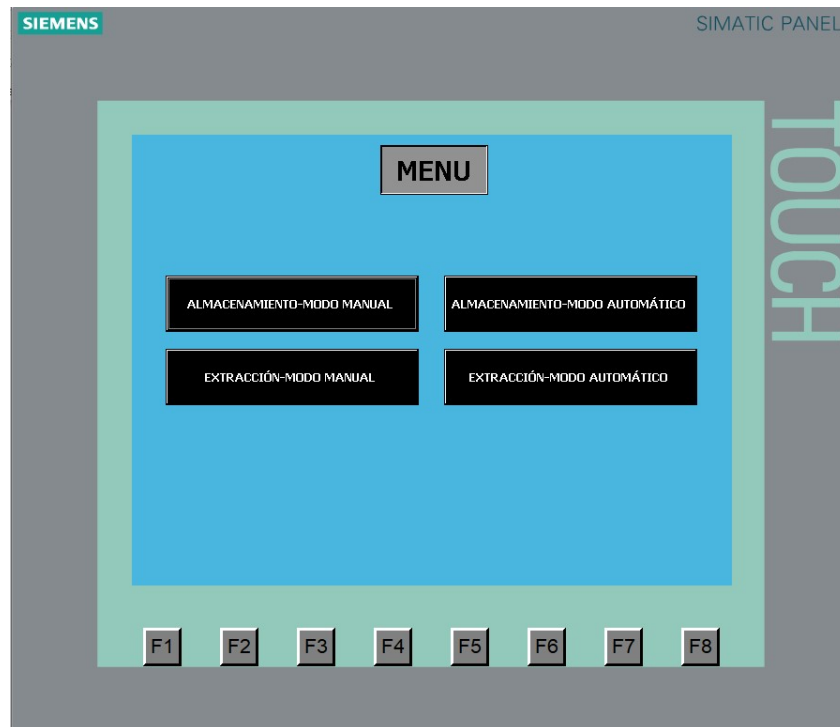 SIEMENS
SIMATIC PANEL
TOUCH
MENU
ALMACENAMIENTO-MODO MANUAL
ALMACENAMIENTO-MODO AUTOMÁTICO
EXTRACCIÓN-MODO MANUAL
EXTRACCIÓN-MODO AUTOMÁTICO
F1 F2 F3 F4 F5 F6 F7 F8